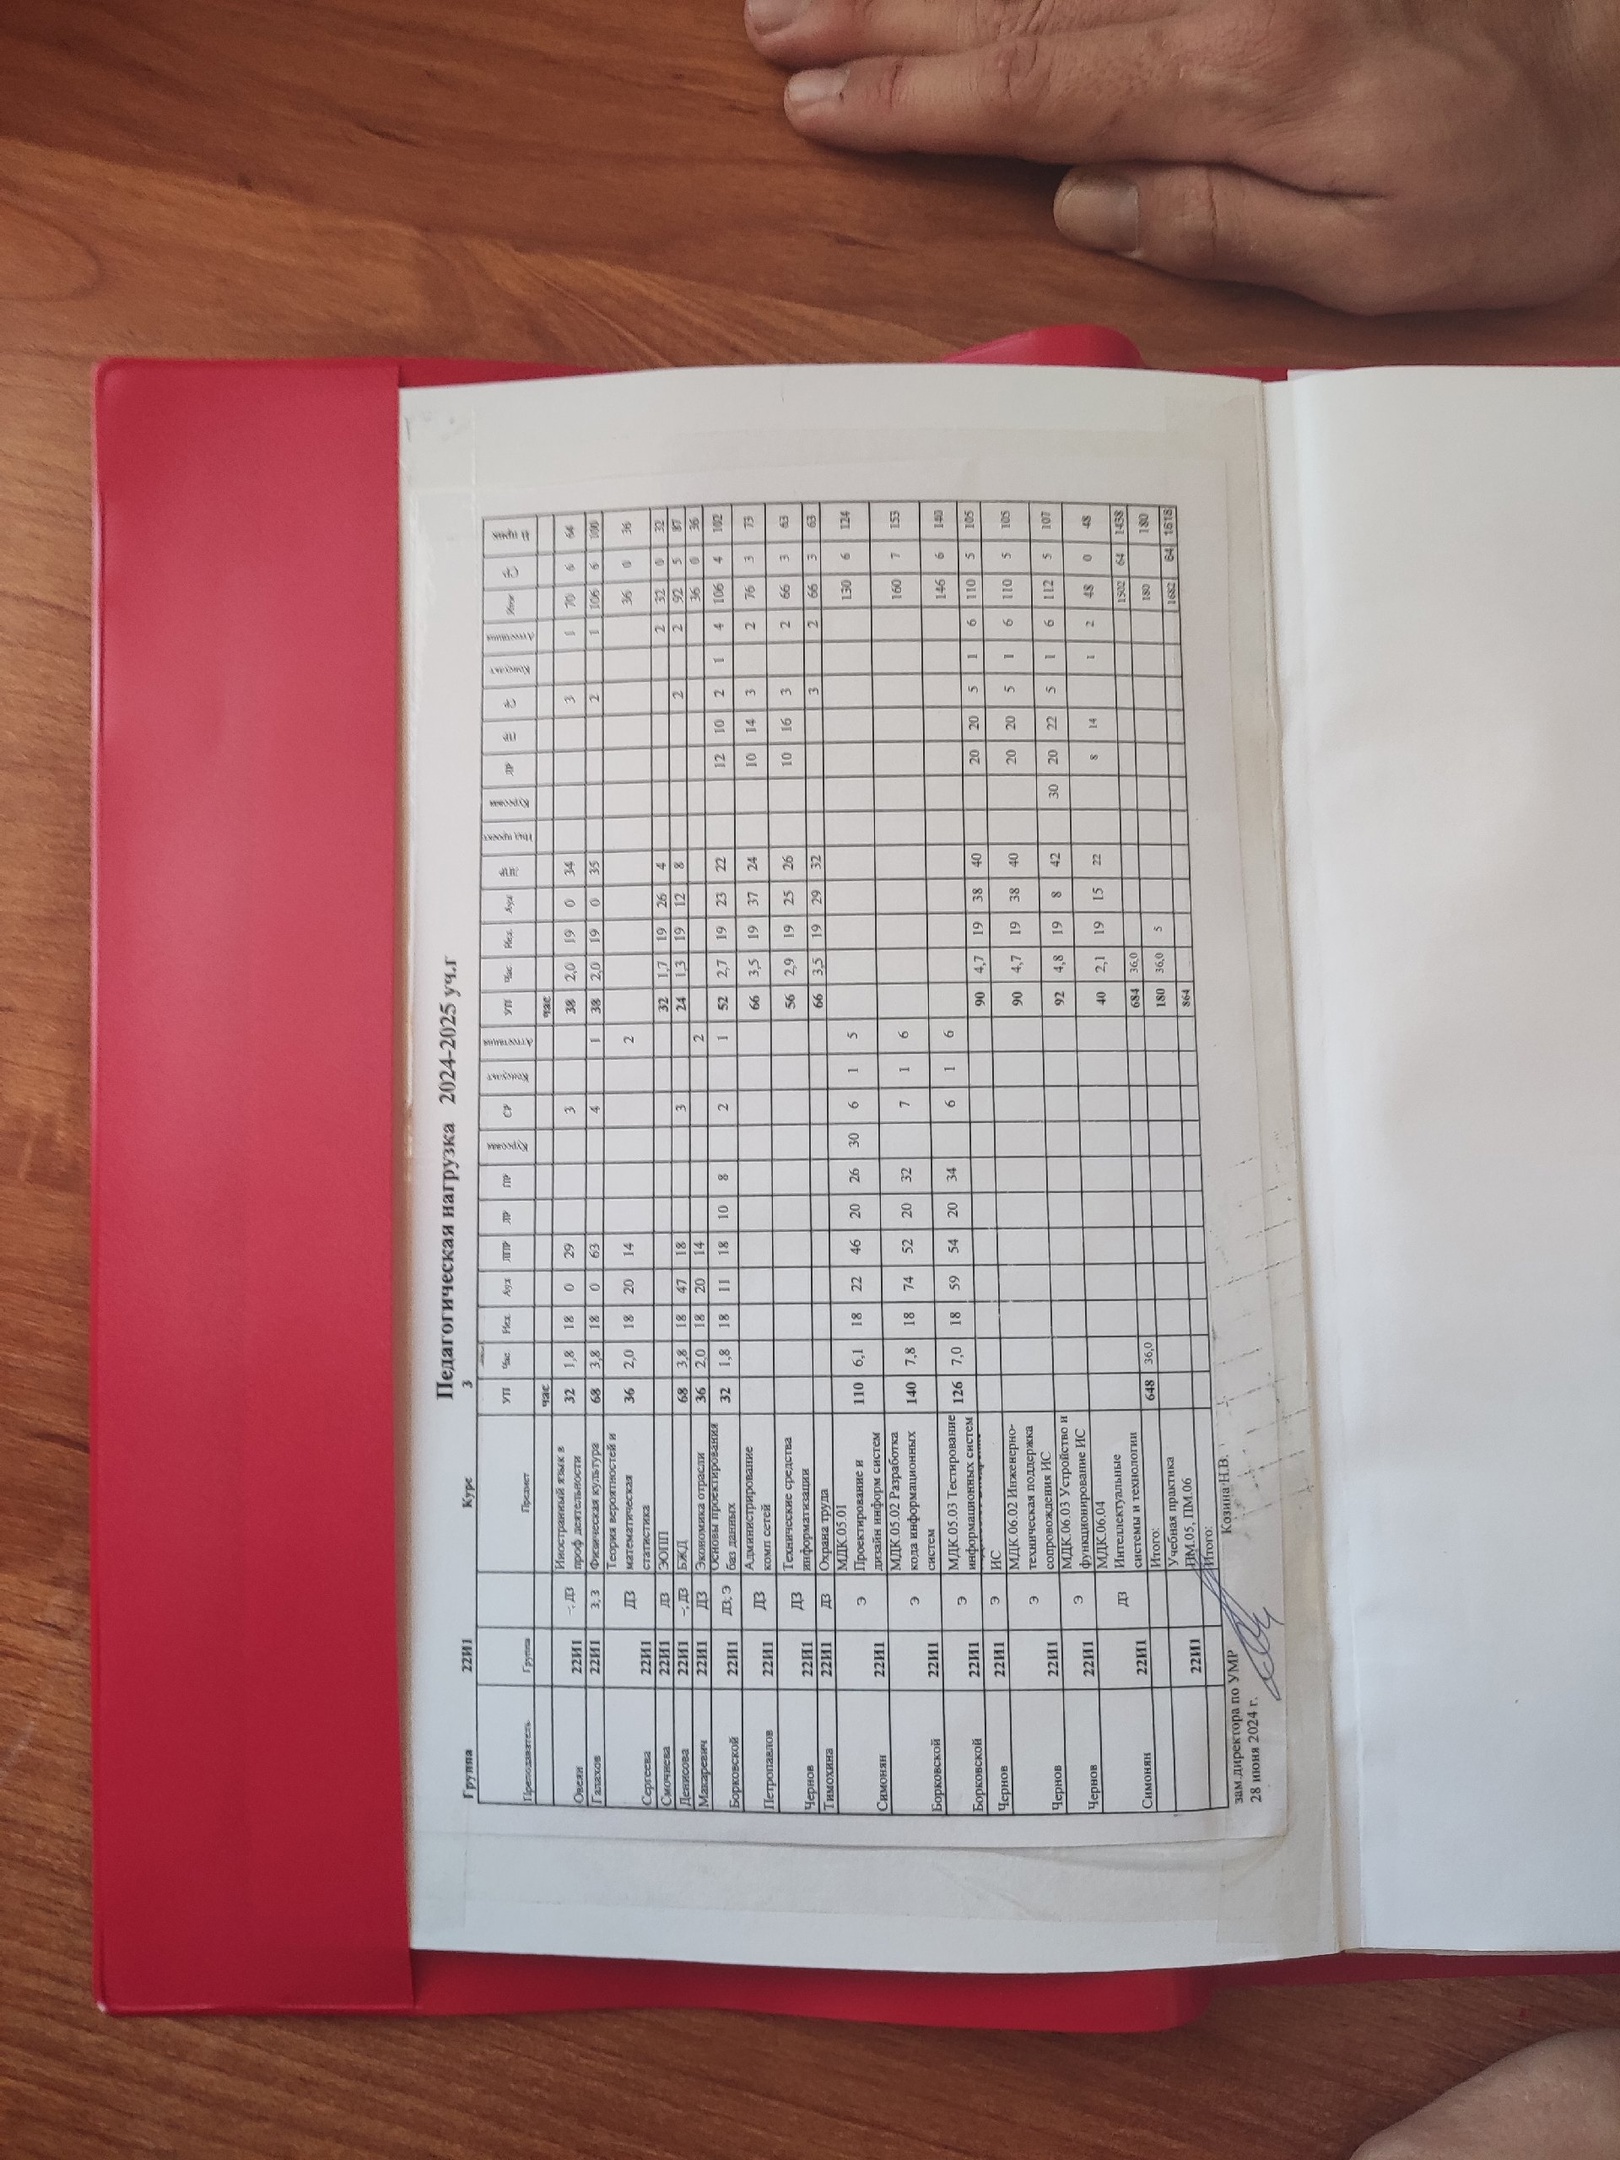 Педагогическая нагрузка 2024-2025 уч.г
Группа 22И1 Курс 3
Преподаватель Группа Предмет УП Час Нед Ауд ЛПР ЛР ПР Курсовая СР Консульт Аттестация УП Час Нед Ауд ЛПР Инд проект Курсовая ЛР ПР СР Консульт Аттестация Итог СР
час час
Овеян 22И1 -; ДЗ Иностранный язык в проф деятельности 32 1,8 18 0 29 3 38 2,0 19 0 34 3 1 70 6 64
Галахов 22И1 З; З Физическая культура 68 3,8 18 0 63 4 1 38 2,0 19 0 35 2 1 106 6 100
Сергеева 22И1 ДЗ Теория вероятностей и математическая статистика 36 2,0 18 20 14 2 36 0 36
Смочнева 22И1 ДЗ ЭОПП 32 1,7 19 26 4 2 32 0 32
Денисова 22И1 -; ДЗ БЖД 68 3,8 18 47 18 3 24 1,3 19 12 8 2 2 92 5 87
Макаревич 22И1 ДЗ Экономика отрасли 36 2,0 18 20 14 2 36 0 36
Борковской 22И1 ДЗ; Э Основы проектирования баз данных 32 1,8 18 11 18 10 8 2 1 52 2,7 19 23 22 12 10 2 1 4 106 4 102
Петропавлов 22И1 ДЗ Администрирование комп сетей 66 3,5 19 37 24 10 14 3 2 76 3 73
Чернов 22И1 ДЗ Технические средства информатизации 56 2,9 19 25 26 10 16 3 2 66 3 63
Тимохина 22И1 ДЗ Охрана труда 66 3,5 19 29 32 3 2 66 3 63
Симонян 22И1 Э МДК.05.01 Проектирование и дизайн информ систем 110 6,1 18 22 46 20 26 30 6 1 5 130 6 124
Борковской 22И1 Э МДК.05.02 Разработка кода информационных систем 140 7,8 18 74 52 20 32 7 1 6 160 7 153
Борковской 22И1 Э МДК.05.03 Тестирование информационных систем 126 7,0 18 59 54 20 34 6 1 6 146 6 140
Чернов 22И1 Э ИС 90 4,7 19 38 40 20 20 5 1 6 110 5 105
Чернов 22И1 Э МДК.06.02 Инженерно-техническая поддержка сопровождения ИС 90 4,7 19 38 40 20 20 5 1 6 110 5 105
Чернов 22И1 Э МДК.06.03 Устройство и функционирование ИС 92 4,8 19 8 42 30 20 22 5 1 6 112 5 107
Симонян 22И1 ДЗ МДК.06.04 Интеллектуальные системы и технологии 40 2,1 19 15 22 8 14 1 2 48 0 48
Итого: 648 36,0 684 36,0 1502 64 1438
22И1 Учебная практика ПМ.05, ПМ.06 180 36,0 5 180 180
Итого: 864 1682 64 1618
зам.директора по УМР Козина Н.В.
28 июня 2024 г.